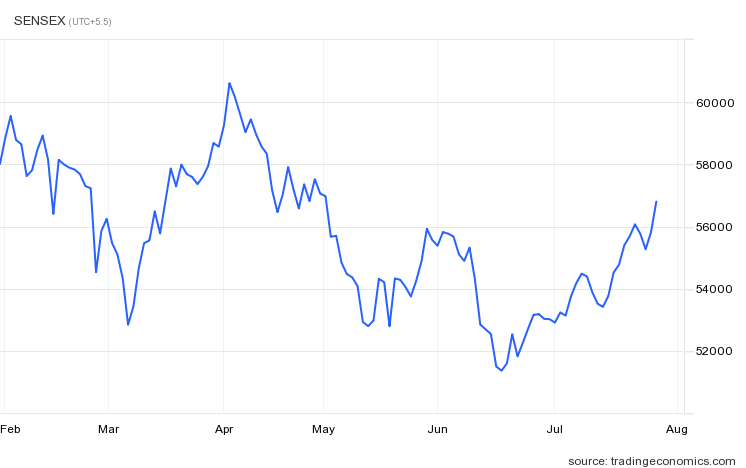 SENSEX (UTC+5.5)
60000
58000
56000
54000
52000
Feb Mar Apr May Jun Jul Aug
source: tradingeconomics.com